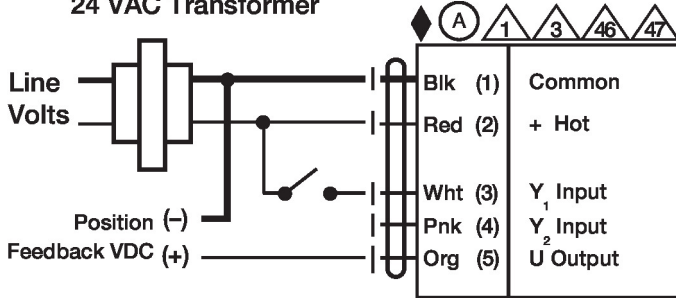 24 VAC Transformer
A 1 3 46 47
Line
Volts
Blk (1) Common
Red (2) + Hot
Wht (3) Y1 Input
Position (–)
Pnk (4) Y2 Input
Feedback VDC (+)
Org (5) U Output